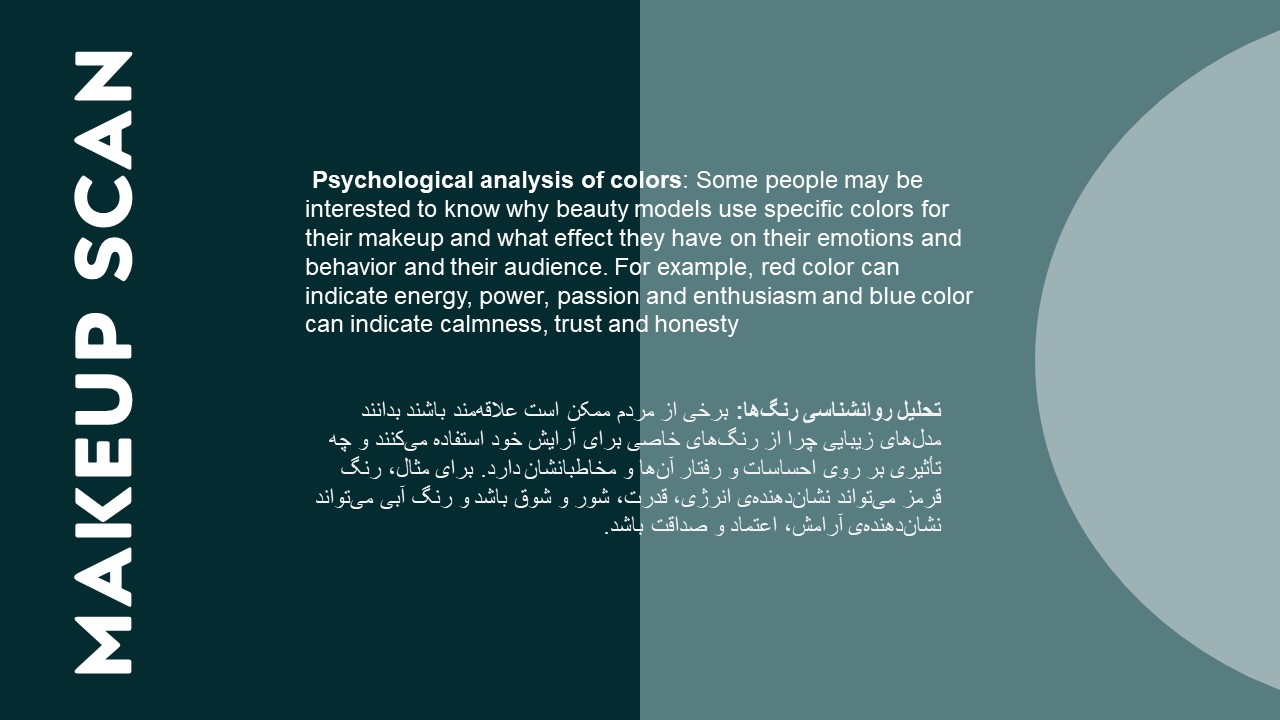 MAKEUP SCAN
Psychological analysis of colors: Some people may be
interested to know why beauty models use specific colors for
their makeup and what effect they have on their emotions and
behavior and their audience. For example, red color can
indicate energy, power, passion and enthusiasm and blue color
can indicate calmness, trust and honesty
تحلیل روانشناسی رنگ‌ها: برخی از مردم ممکن است علاقه‌مند باشند بدانند
مدل‌های زیبایی چرا از رنگ‌های خاصی برای آرایش خود استفاده می‌کنند و چه
تأثیری بر روی احساسات و رفتار آن‌ها و مخاطبانشان دارد. برای مثال، رنگ
قرمز می‌تواند نشان‌دهنده‌ی انرژی، قدرت، شور و شوق باشد و رنگ آبی می‌تواند
نشان‌دهنده‌ی آرامش، اعتماد و صداقت باشد.